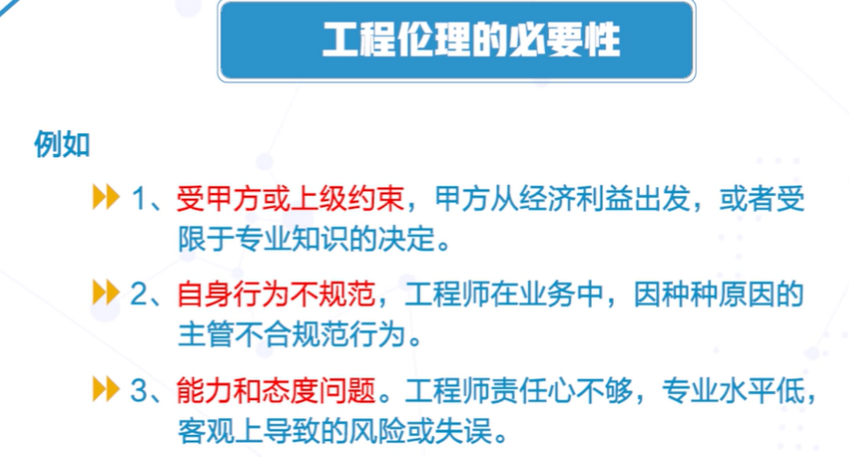 工程伦理的必要性
例如
1、受甲方或上级约束，甲方从经济利益出发，或者受
限于专业知识的决定。
2、自身行为不规范，工程师在业务中，因种种原因的
主管不合规范行为。
3、能力和态度问题。工程师责任心不够，专业水平低，
客观上导致的风险或失误。